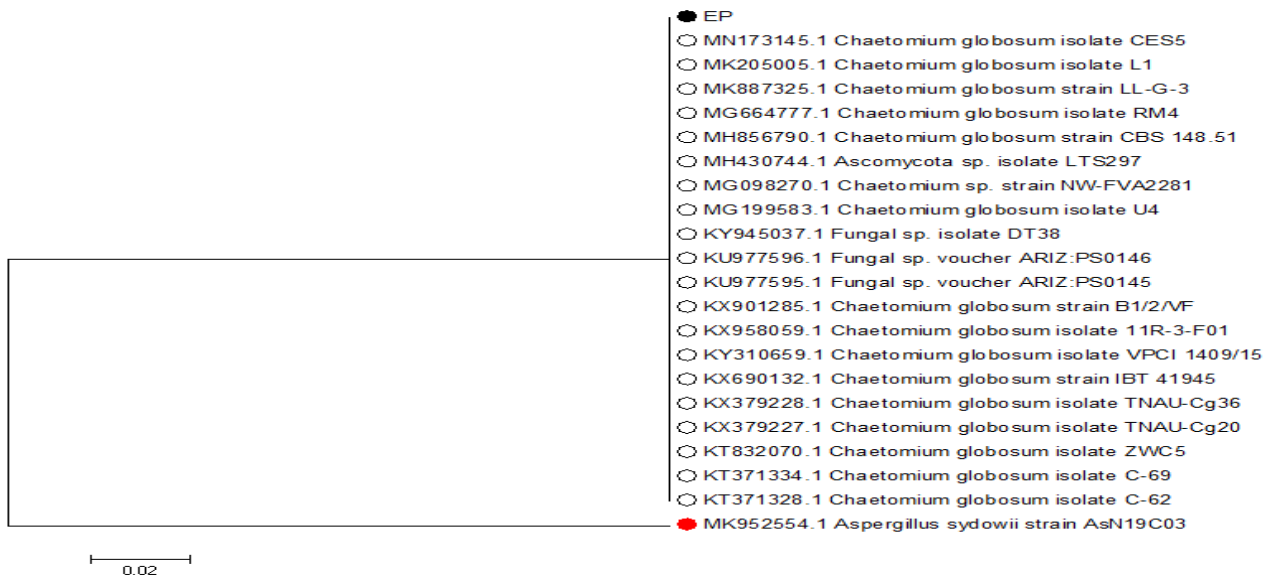 EP
MN173145.1 Chaetomium globosum isolate CES5
MK205005.1 Chaetomium globosum isolate L1
MK887325.1 Chaetomium globosum strain LL-G-3
MG664777.1 Chaetomium globosum isolate RM4
MH856790.1 Chaetomium globosum strain CBS 148.51
MH430744.1 Ascomycota sp. isolate LTS297
MG098270.1 Chaetomium sp. strain NW-FVA2281
MG199583.1 Chaetomium globosum isolate U4
KY945037.1 Fungal sp. isolate DT38
KU977596.1 Fungal sp. voucher ARIZ:PS0146
KU977595.1 Fungal sp. voucher ARIZ:PS0145
KX901285.1 Chaetomium globosum strain B1/2/VF
KX958059.1 Chaetomium globosum isolate 11R-3-F01
KY310659.1 Chaetomium globosum isolate VPCI 1409/15
KX690132.1 Chaetomium globosum strain IBT 41945
KX379228.1 Chaetomium globosum isolate TNAU-Cg36
KX379227.1 Chaetomium globosum isolate TNAU-Cg20
KT832070.1 Chaetomium globosum isolate ZWC5
KT371334.1 Chaetomium globosum isolate C-69
KT371328.1 Chaetomium globosum isolate C-62
MK952554.1 Aspergillus sydowii strain AsN19C03
0.02